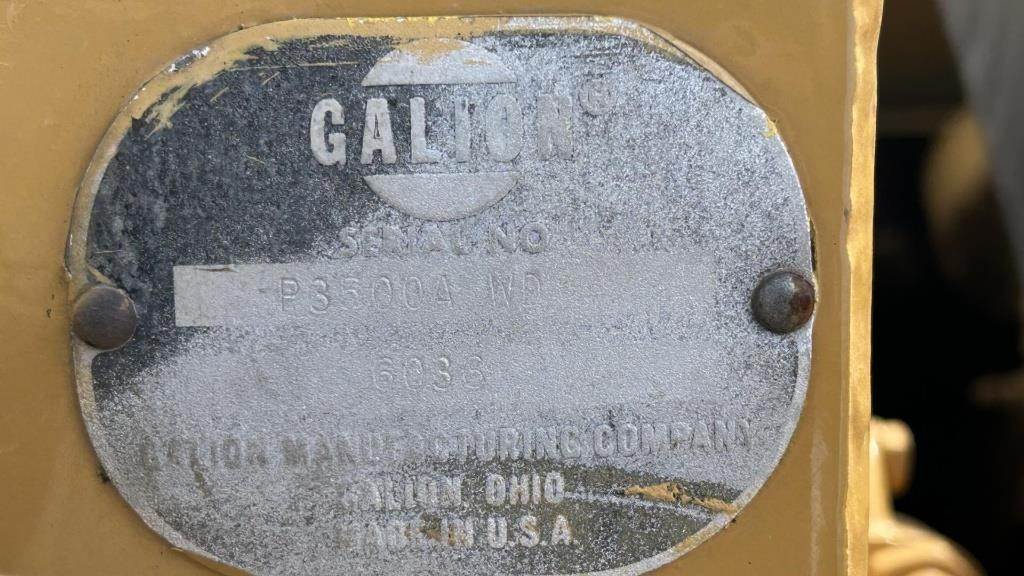 GALION®
SERIAL NO
P3500A WD
6038
GALION MANUFACTURING COMPANY
GALION, OHIO
MADE IN U.S.A.